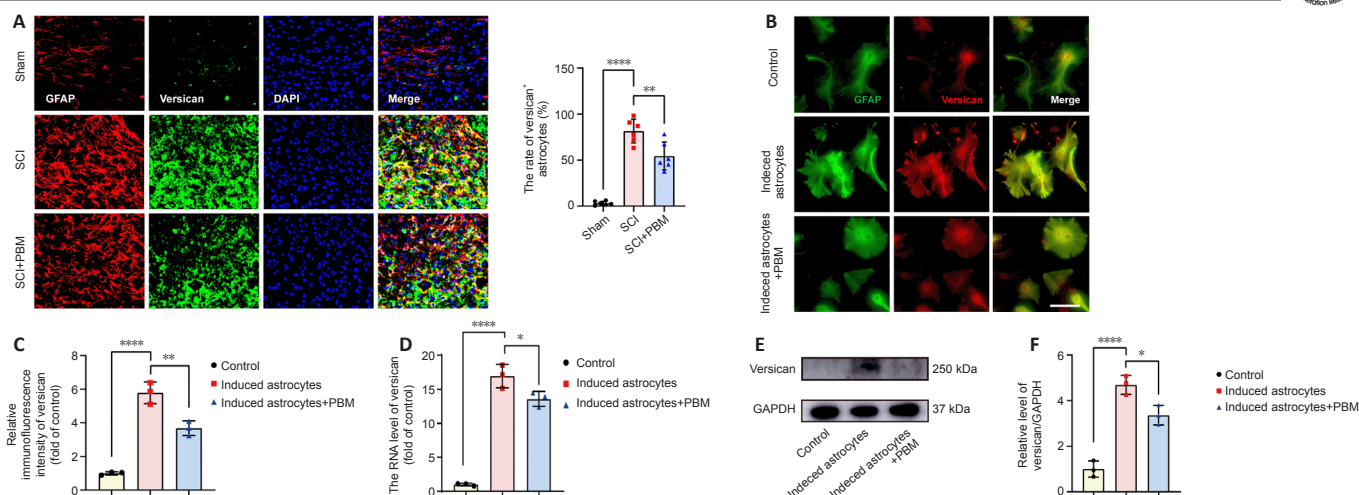 A
Sham
GFAP
Versican
DAPI
Merge
SCI
SCI+PBM
The rate of versican⁺
astrocytes (%)
150
100
50
0
****
**
Sham
SCI
SCI+PBM
B
Control
GFAP
Versican
Merge
Indeced
astrocytes
Indeced astrocytes
+PBM
C
Relative
immunofluorescence
intensity of versican
(fold of control)
8
6
4
2
0
****
**
Control
Induced astrocytes
Induced astrocytes+PBM
D
The RNA level of versican
(fold of control)
20
15
10
5
0
****
*
Control
Induced astrocytes
Induced astrocytes+PBM
E
Versican
250 kDa
GAPDH
37 kDa
Control
Indeced astrocytes
Indeced astrocytes
+PBM
F
Relative level of
versican/GAPDH
6
4
2
0
****
*
Control
Induced astrocytes
Induced astrocytes+PBM